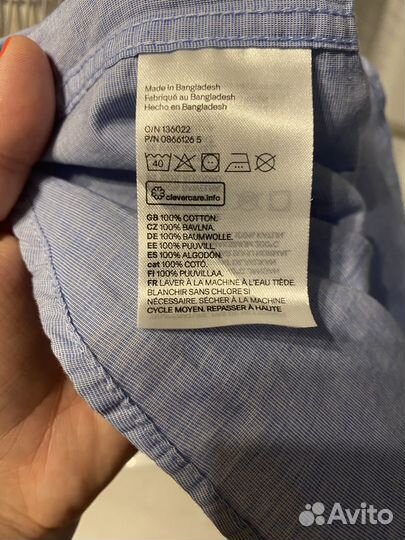 Made in Bangladesh
Fabriqué au Bangladesh
Hecho en Bangladesh
O/N 136022
P/N 0866126 5
40
clevercare.info
GB 100% COTTON.
CZ 100% BAVLNA.
DE 100% BAUMWOLLE.
EE 100% PUUVILL.
ES 100% ALGODÓN.
cat 100% COTÓ.
FI 100% PUUVILLAA.
FR LAVER À LA MACHINE À L'EAU TIÈDE.
BLANCHIR SANS CHLORE SI
NÉCESSAIRE. SÉCHER À LA MACHINE
CYCLE MOYEN. REPASSER À HAUTE
Avito